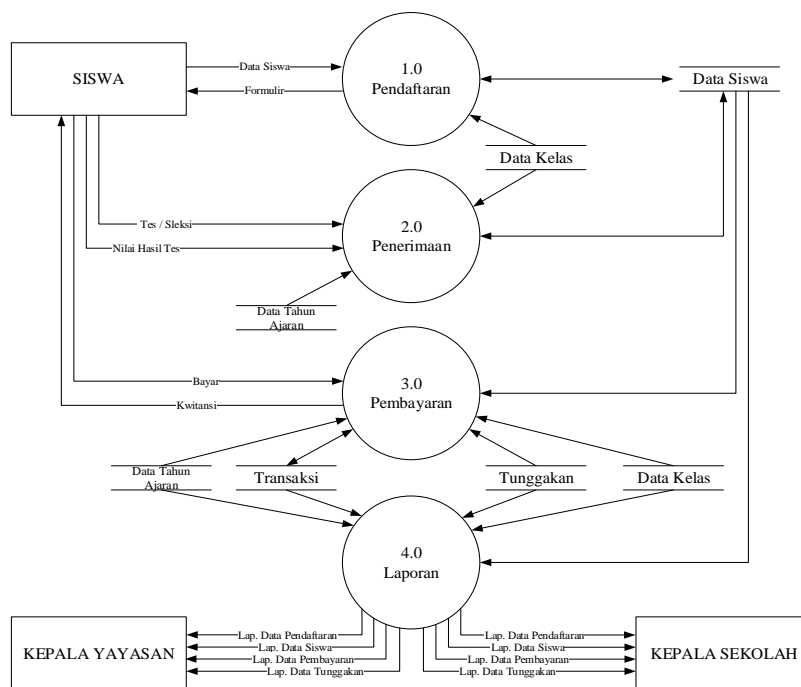 SISWA
Data Siswa
Formulir
1.0
Pendaftaran
Data Siswa
Data Kelas
Tes / Sleksi
Nilai Hasil Tes
2.0
Penerimaan
Data Tahun
Ajaran
Bayar
Kwitansi
3.0
Pembayaran
Data Tahun
Ajaran
Transaksi
Tunggakan
Data Kelas
4.0
Laporan
KEPALA YAYASAN
Lap. Data Pendaftaran
Lap. Data Siswa
Lap. Data Pembayaran
Lap. Data Tunggakan
Lap. Data Pendaftaran
Lap. Data Siswa
Lap. Data Pembayaran
Lap. Data Tunggakan
KEPALA SEKOLAH